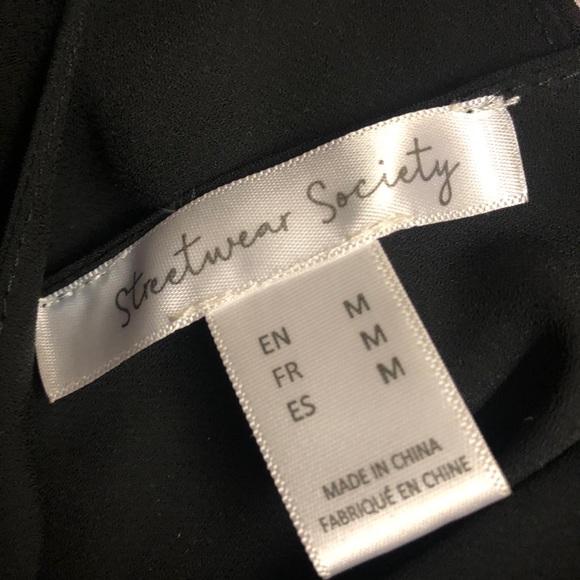 Streetwear Society
EN M
FR M
ES M
MADE IN CHINA
FABRIQUÉ EN CHINE